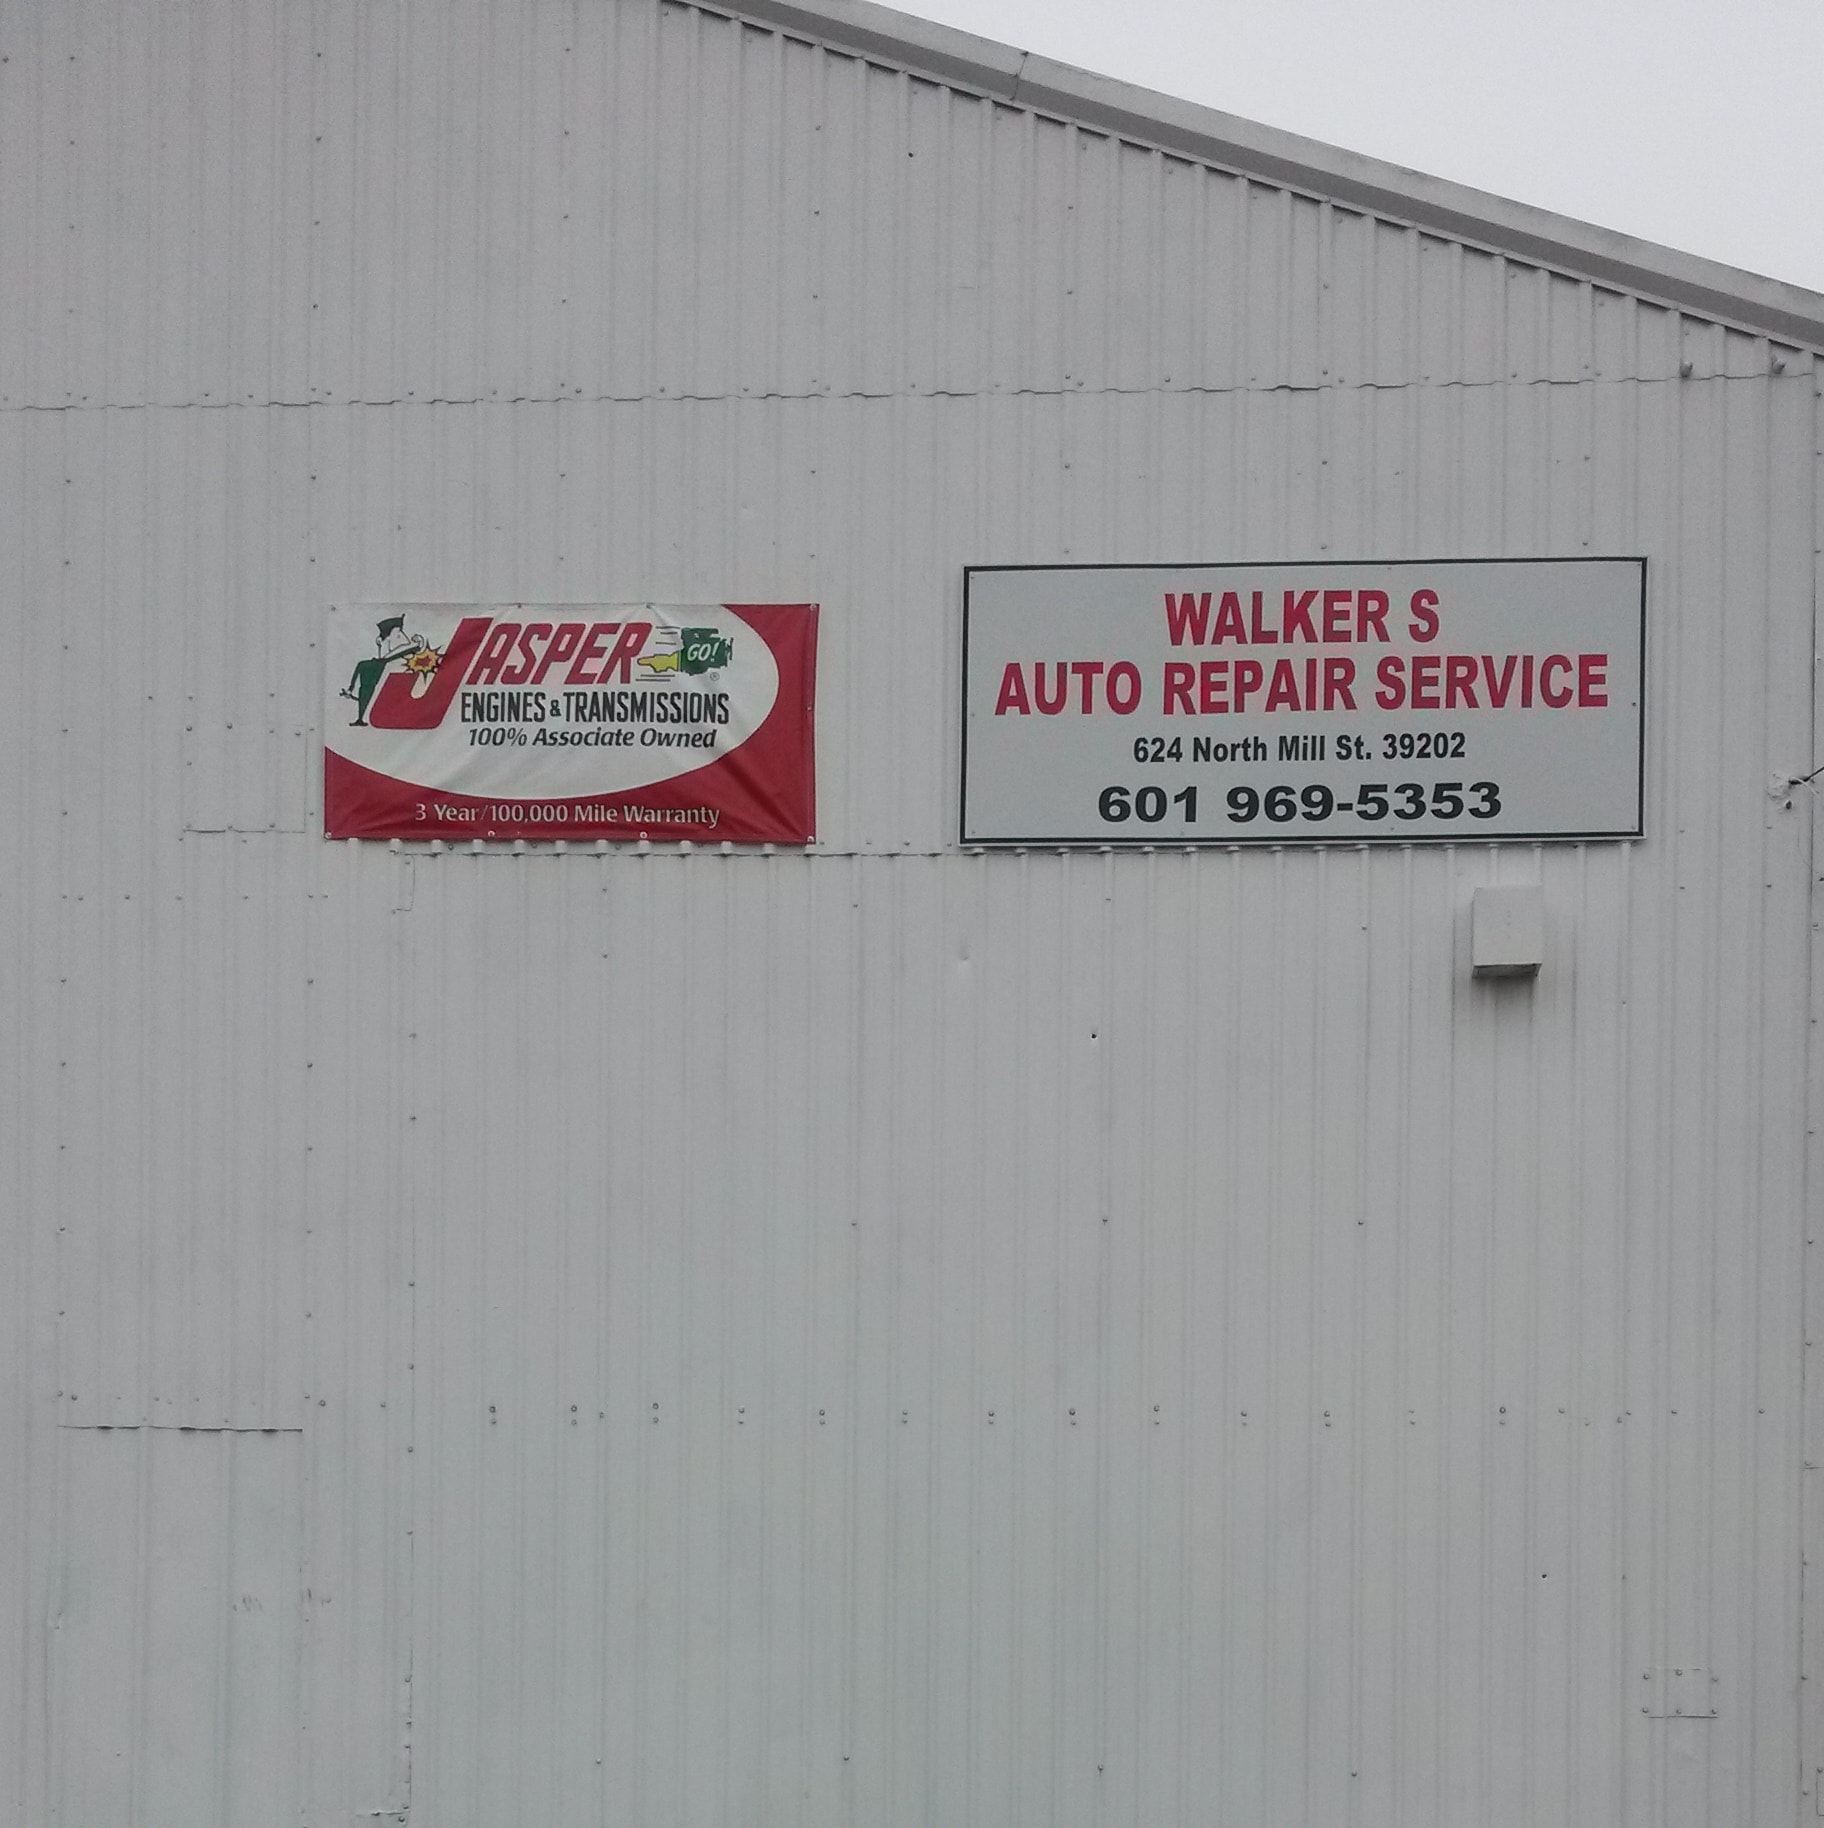 JASPER
GO!
ENGINES & TRANSMISSIONS
100% Associate Owned
3 Year/100,000 Mile Warranty
WALKER S
AUTO REPAIR SERVICE
624 North Mill St. 39202
601 969-5353